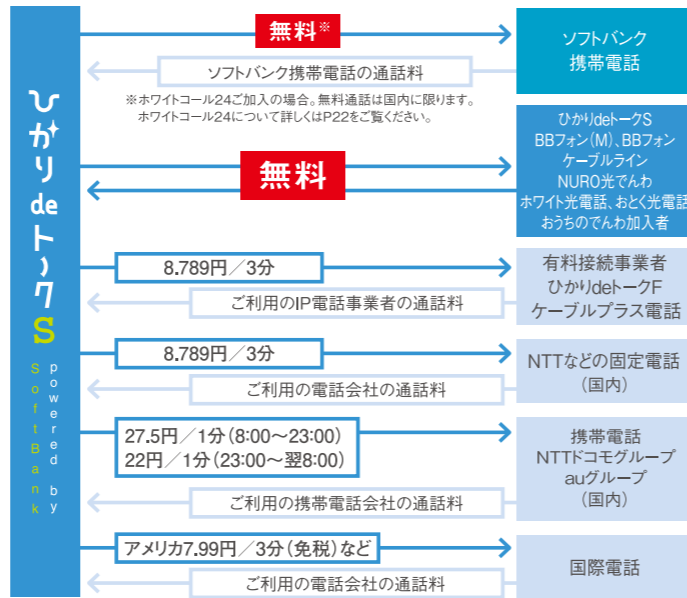 ひかりdeトークS
powered by
SoftBank
無料※
ソフトバンク
携帯電話
ソフトバンク携帯電話の通話料
※ホワイトコール24ご加入の場合。無料通話は国内に限ります。
ホワイトコール24について詳しくはP22をご覧ください。
無料
ひかりdeトークS
BBフォン(M)、BBフォン
ケーブルライン
NURO光でんわ
ホワイト光電話、おとく光電話
おうちのでんわ加入者
8.789円/3分
ご利用のIP電話事業者の通話料
有料接続事業者
ひかりdeトークF
ケーブルプラス電話
8.789円/3分
ご利用の電話会社の通話料
NTTなどの固定電話
(国内)
27.5円/1分(8:00〜23:00)
22円/1分(23:00〜翌8:00)
ご利用の携帯電話会社の通話料
携帯電話
NTTドコモグループ
auグループ
(国内)
アメリカ7.99円/3分(免税)など
ご利用の電話会社の通話料
国際電話